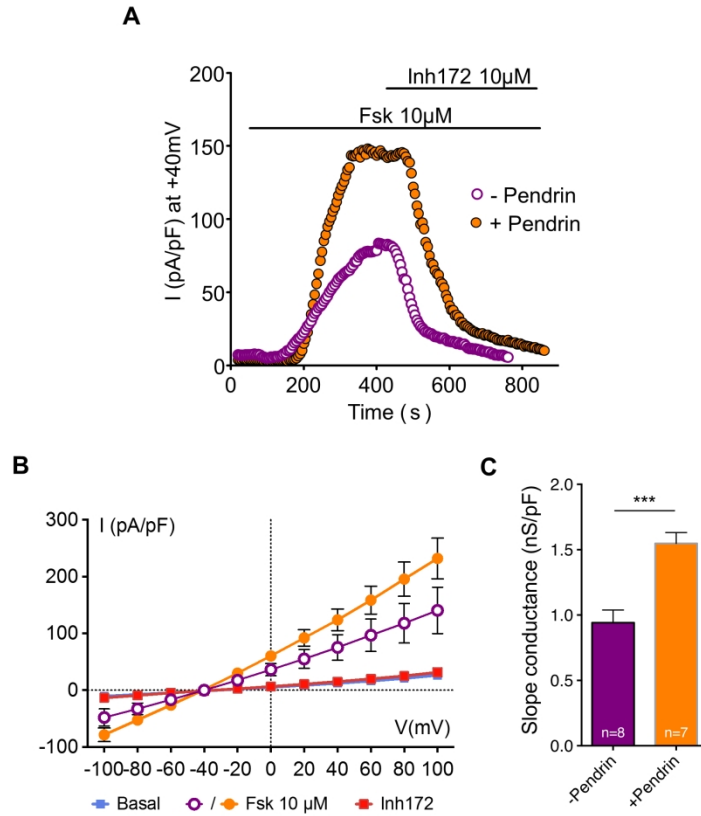 A
Inh172 10µM
Fsk 10µM
I (pA/pF) at +40mV
200
150
100
50
0
- Pendrin
+ Pendrin
0
200
400
600
800
Time ( s )
B
I (pA/pF)
300
200
100
0
-100
V(mV)
-100 -80 -60 -40 -20 0 20 40 60 80 100
Basal / Fsk 10 µM Inh172
C
Slope conductance (nS/pF)
2.0
1.5
1.0
0.5
0.0
***
n=8
n=7
-Pendrin
+Pendrin